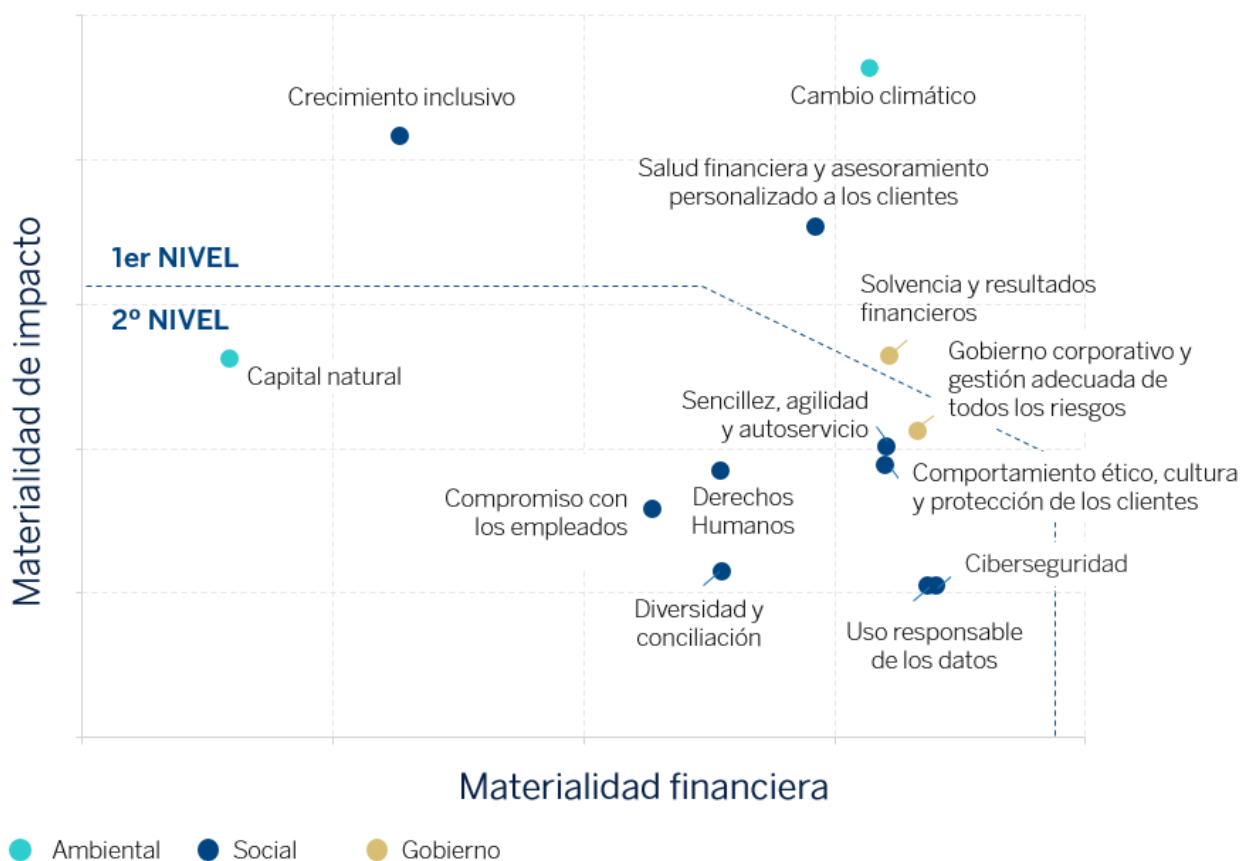 Crecimiento inclusivo
Cambio climático
Salud financiera y asesoramiento
personalizado a los clientes
1er NIVEL
2º NIVEL
Solvencia y resultados
financieros
Capital natural
Gobierno corporativo y
gestión adecuada de
todos los riesgos
Sencillez, agilidad
y autoservicio
Comportamiento ético, cultura
y protección de los clientes
Compromiso con
los empleados
Derechos
Humanos
Ciberseguridad
Diversidad y
conciliación
Uso responsable
de los datos
Materialidad de impacto
Materialidad financiera
Ambiental
Social
Gobierno